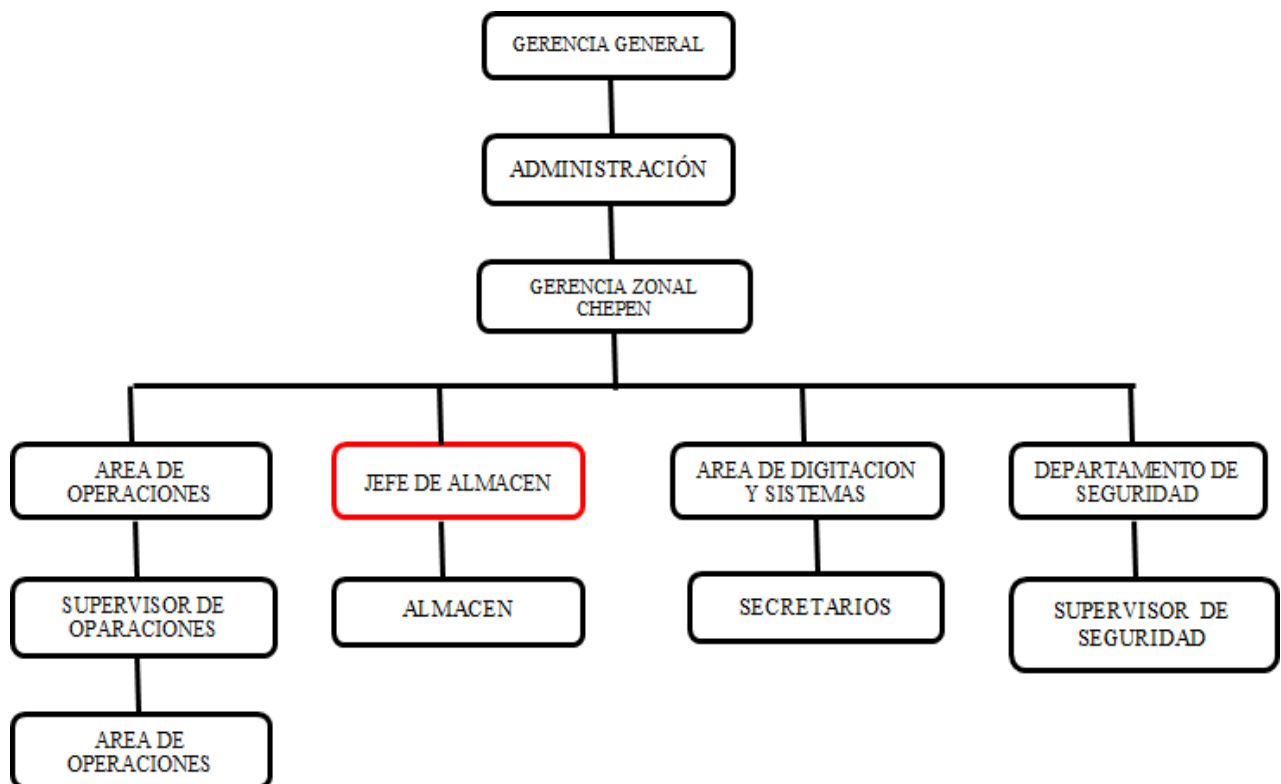 GERENCIA GENERAL
ADMINISTRACIÓN
GERENCIA ZONAL
CHEPEN
AREA DE
OPERACIONES
JEFE DE ALMACEN
AREA DE DIGITACION
Y SISTEMAS
DEPARTAMENTO DE
SEGURIDAD
SUPERVISOR DE
OPARACIONES
ALMACEN
SECRETARIOS
SUPERVISOR DE
SEGURIDAD
AREA DE
OPERACIONES